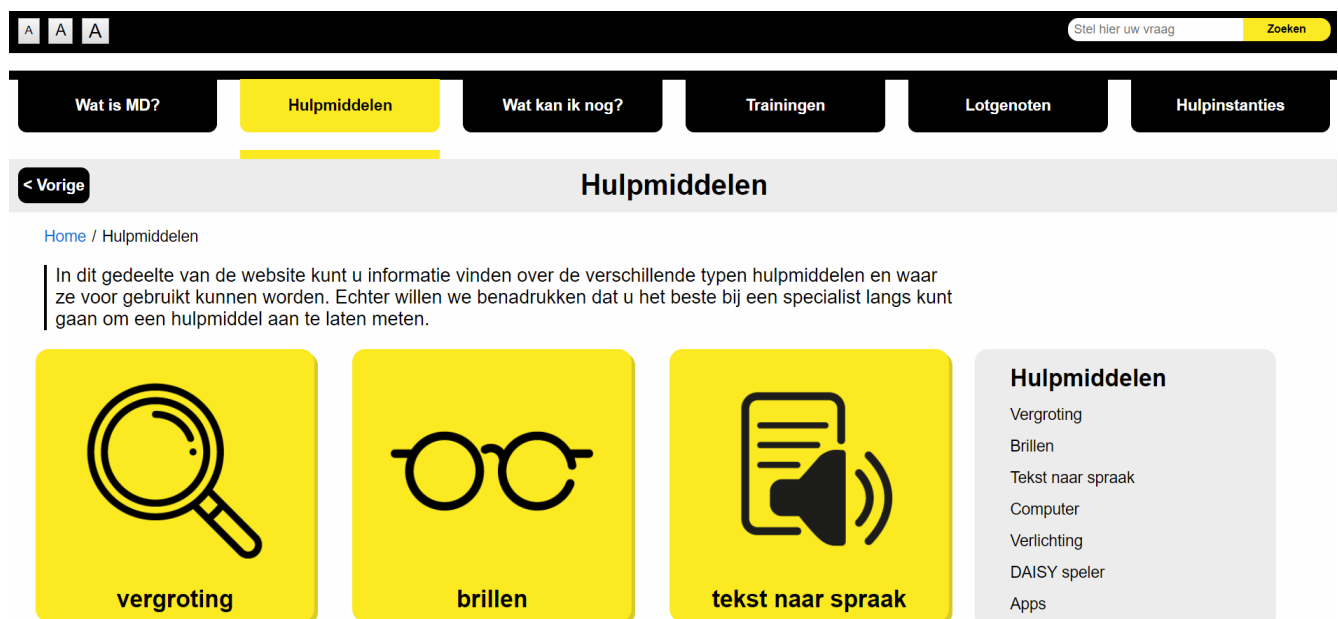 A A A
Stel hier uw vraag
Zoeken
Wat is MD?
Hulpmiddelen
Wat kan ik nog?
Trainingen
Lotgenoten
Hulpinstanties
< Vorige
Hulpmiddelen
Home / Hulpmiddelen
In dit gedeelte van de website kunt u informatie vinden over de verschillende typen hulpmiddelen en waar
ze voor gebruikt kunnen worden. Echter willen we benadrukken dat u het beste bij een specialist langs kunt
gaan om een hulpmiddel aan te laten meten.
vergroting
brillen
tekst naar spraak
Hulpmiddelen
Vergroting
Brillen
Tekst naar spraak
Computer
Verlichting
DAISY speler
Apps